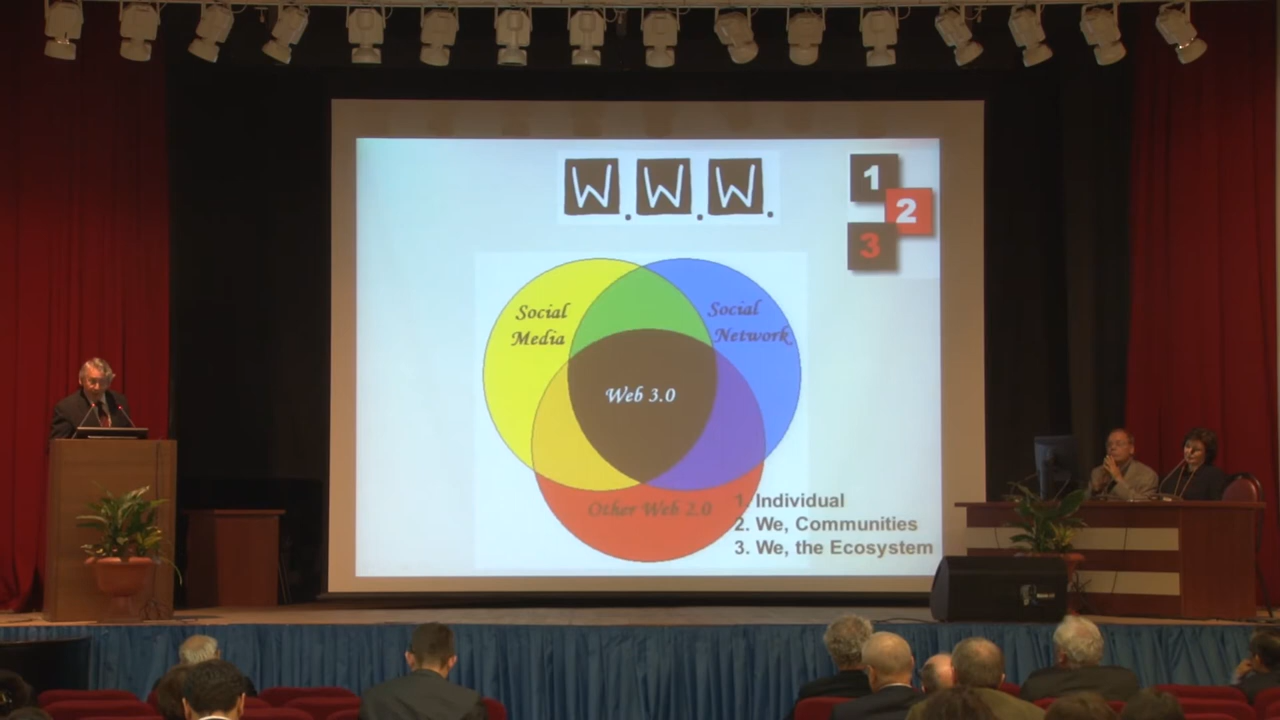 W.W.W.
1
2
3
Social
Media
Social
Network
Web 3.0
Other Web 2.0
1. Individual
2. We, Communities
3. We, the Ecosystem